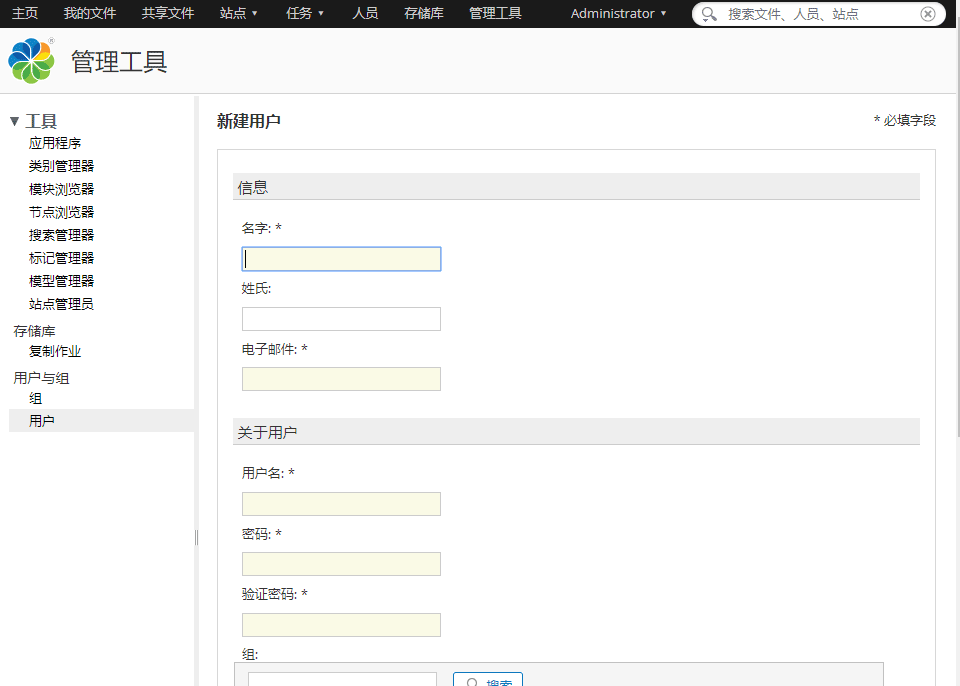 主页 我的文件 共享文件 站点 任务 人员 存储库 管理工具 Administrator 搜索文件、人员、站点
管理工具
工具
应用程序
类别管理器
模块浏览器
节点浏览器
搜索管理器
标记管理器
模型管理器
站点管理员
存储库
复制作业
用户与组
组
用户
新建用户 * 必填字段
信息
名字: *
姓氏:
电子邮件: *
关于用户
用户名: *
密码: *
验证密码: *
组:
搜索